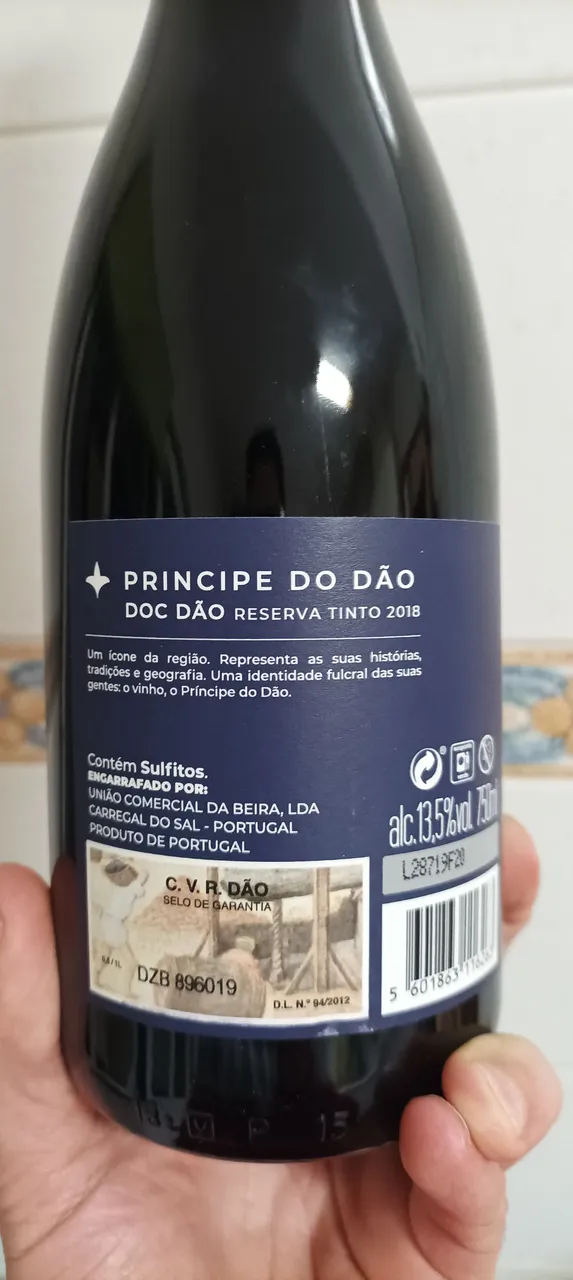 PRINCIPE DO DÃO
DOC DÃO RESERVA TINTO 2018
Um ícone da região. Representa as suas histórias,
tradições e geografia. Uma identidade fulcral das suas
gentes: o vinho, o Príncipe do Dão.
Contém Sulfitos.
ENGARRAFADO POR:
UNIÃO COMERCIAL DA BEIRA, LDA
CARREGAL DO SAL - PORTUGAL
PRODUTO DE PORTUGAL
alc.13,5%vol. 750ml
L28719F20
C. V. R. DÃO
SELO DE GARANTIA
DZB 896019
D.L. N.º 94/2012
5 601863